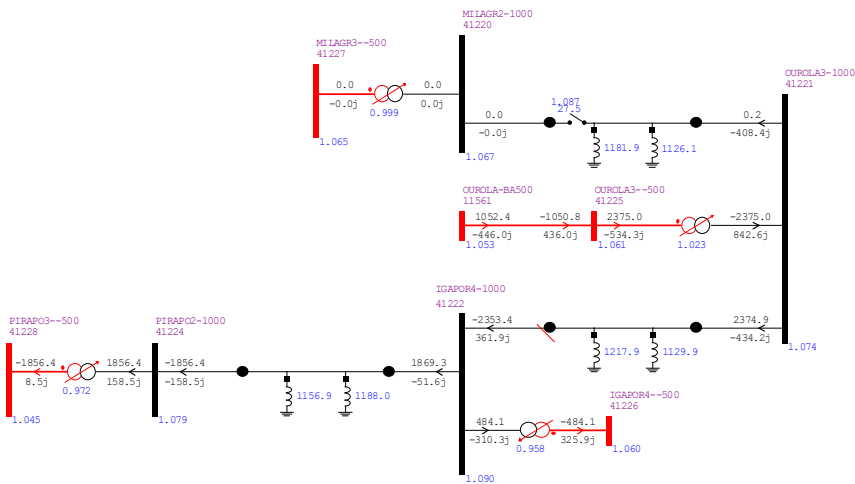 MILAGR2-1000
41220
MILAGR3--500
41227
OUROLA3-1000
41221
0.0
-0.0j
0.999
0.0
0.0j
1.065
1.067
0.0
-0.0j
1.087
27.5
1181.9
1126.1
0.2
-408.4j
OUROLA-BA500
11561
OUROLA3--500
41225
1052.4
-446.0j
-1050.8
436.0j
2375.0
-534.3j
1.023
-2375.0
842.6j
1.053
1.061
IGAPOR4-1000
41222
PIRAPO3--500
41228
PIRAPO2-1000
41224
-2353.4
361.9j
1217.9
1129.9
2374.9
-434.2j
1.074
-1856.4
8.5j
0.972
1856.4
158.5j
-1856.4
-158.5j
1156.9
1188.0
1869.3
-51.6j
1.045
1.079
IGAPOR4--500
41226
484.1
-310.3j
0.958
-484.1
325.9j
1.060
1.090